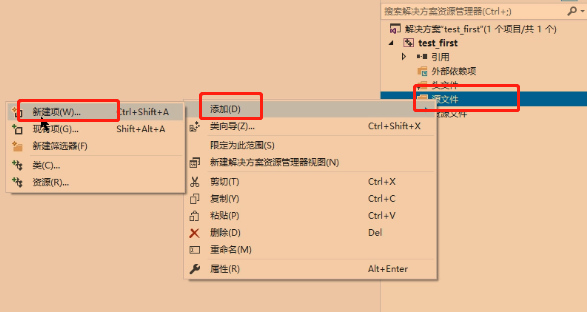 搜索解决方案资源管理器(Ctrl+;)
解决方案"test_first"(1 个项目/共 1 个)
test_first
引用
外部依赖项
头文件
源文件
资源文件
添加(D)
类向导(Z)... Ctrl+Shift+X
限定为此范围(S)
新建解决方案资源管理器视图(N)
剪切(T) Ctrl+X
复制(Y) Ctrl+C
粘贴(P) Ctrl+V
删除(D) Del
重命名(M)
属性(R) Alt+Enter
新建项(W)... Ctrl+Shift+A
现有项(G)... Shift+Alt+A
新建筛选器(F)
类(C)...
资源(R)...